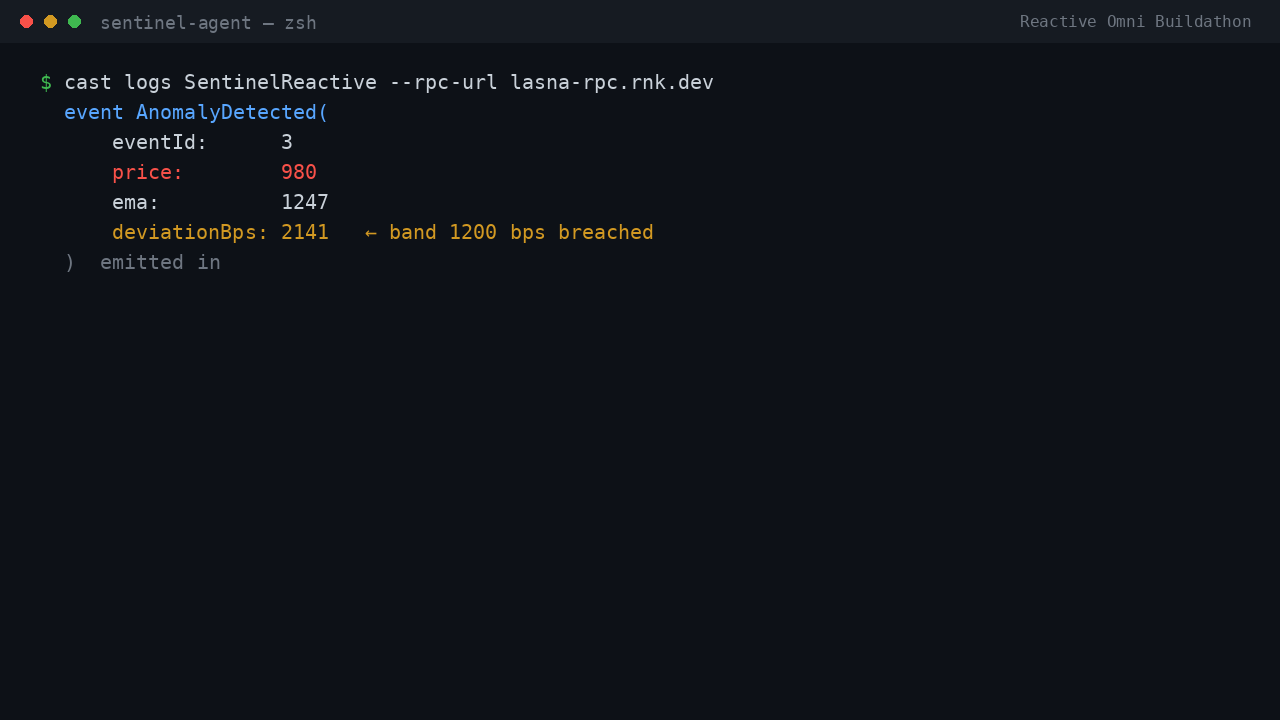 sentinel-agent — zsh
Reactive Omni Buildathon
$ cast logs SentinelReactive --rpc-url lasna-rpc.rnk.dev
event AnomalyDetected(
eventId: 3
price: 980
ema: 1247
deviationBps: 2141 ← band 1200 bps breached
) emitted in